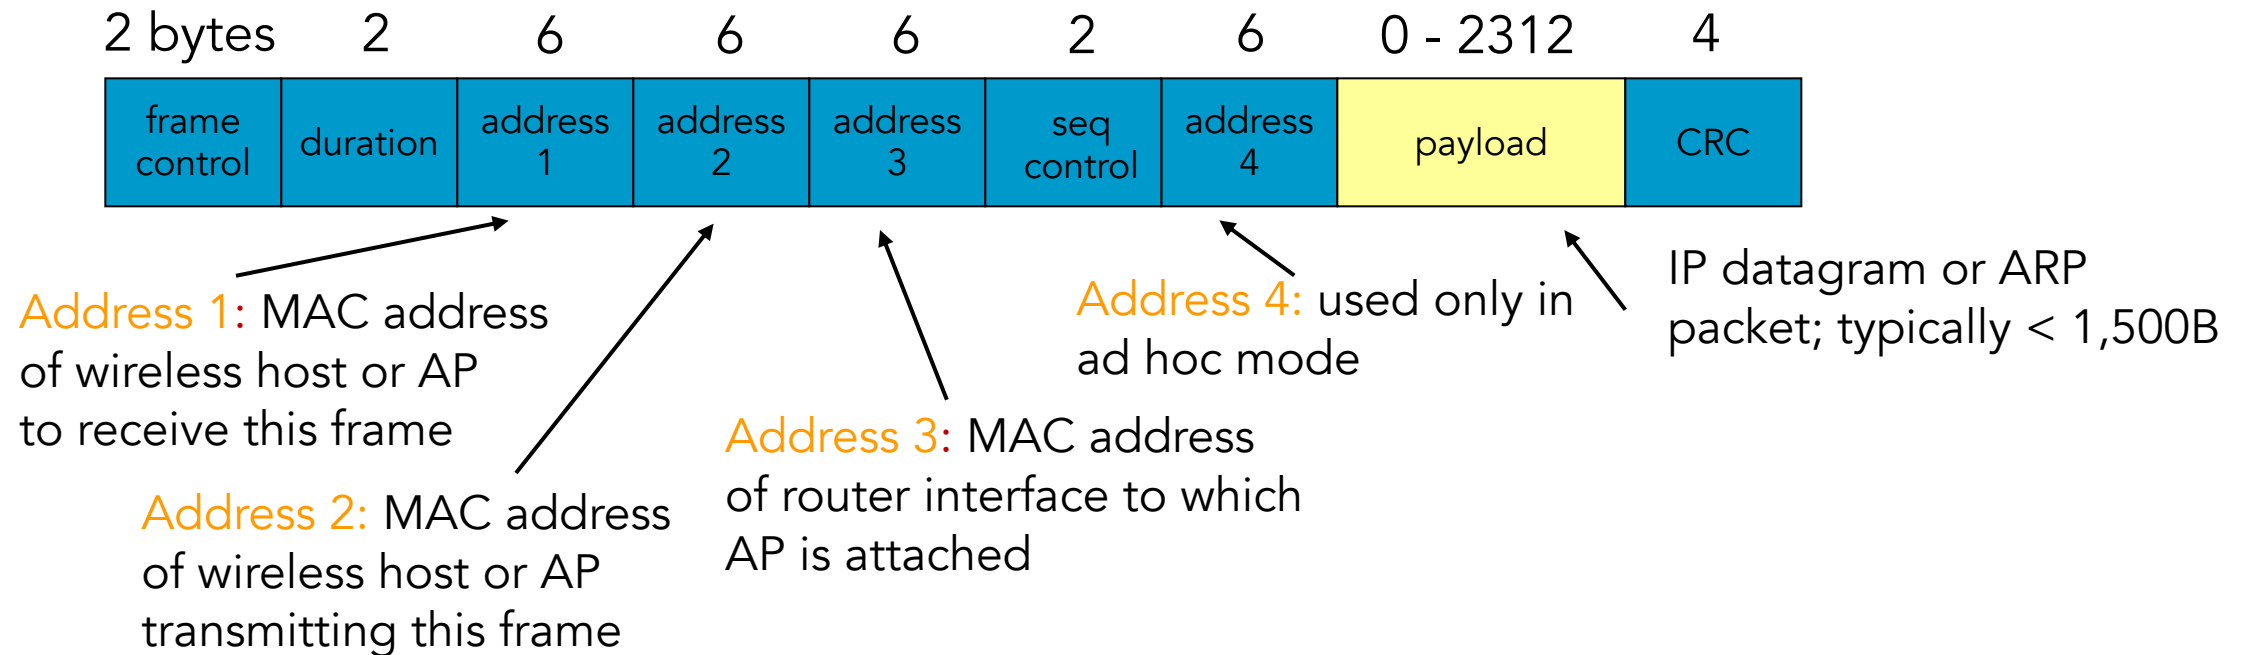 2 bytes 2 6 6 6 2 6 0 - 2312 4
frame control duration address 1 address 2 address 3 seq control address 4 payload CRC
Address 1: MAC address
of wireless host or AP
to receive this frame
Address 2: MAC address
of wireless host or AP
transmitting this frame
Address 3: MAC address
of router interface to which
AP is attached
Address 4: used only in
ad hoc mode
IP datagram or ARP
packet; typically < 1,500B